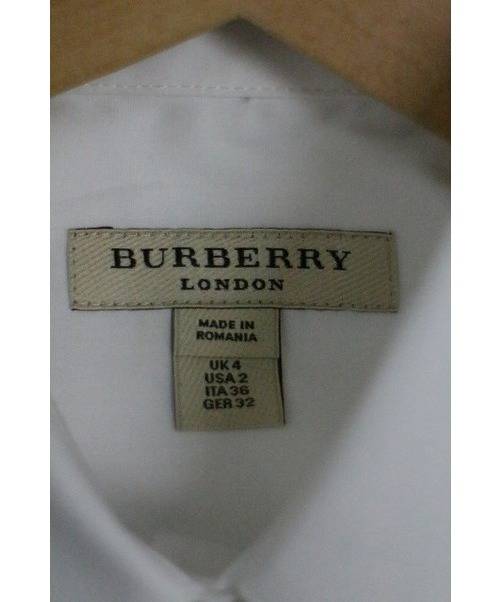 BURBERRY
LONDON
MADE IN
ROMANIA
UK 4
USA 2
ITA 36
GER 32